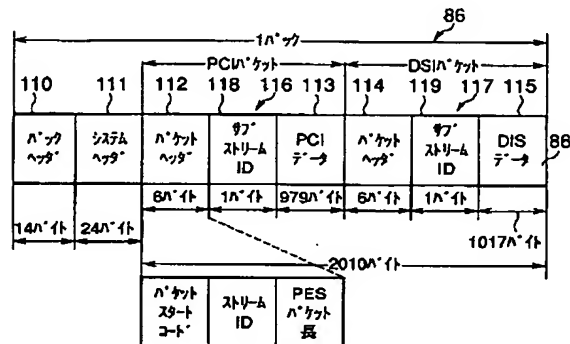 86
1パック
PCIパケット
DSIパケット
110
111
112
118
116
113
114
119
117
115
パック
ヘッダ
システム
ヘッダ
パケット
ヘッダ
サブ
ストリーム
ID
PCI
データ
パケット
ヘッダ
サブ
ストリーム
ID
DIS
データ
86
6バイト
1バイト
979バイト
6バイト
1バイト
14バイト
24バイト
1017バイト
2010バイト
パケット
スタート
コード
ストリーム
ID
PES
パケット
長